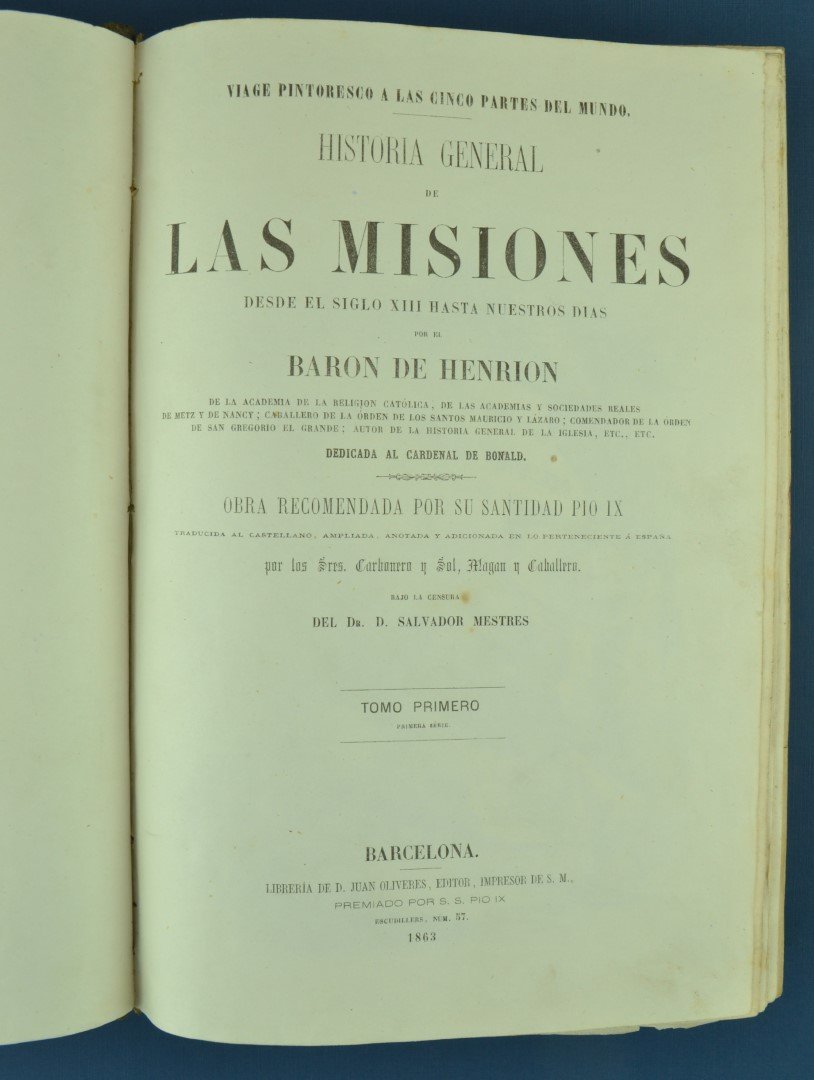 VIAGE PINTORESCO A LAS CINCO PARTES DEL MUNDO.
HISTORIA GENERAL
DE
LAS MISIONES
DESDE EL SIGLO XIII HASTA NUESTROS DIAS
POR EL
BARON DE HENRION
DE LA ACADEMIA DE LA RELIGION CATÓLICA, DE LAS ACADEMIAS Y SOCIEDADES REALES
DE METZ Y DE NANCY; CABALLERO DE LA ÓRDEN DE LOS SANTOS MAURICIO Y LÁZARO; COMENDADOR DE LA ÓRDEN
DE SAN GREGORIO EL GRANDE; AUTOR DE LA HISTORIA GENERAL DE LA IGLESIA, ETC., ETC.
DEDICADA AL CARDENAL DE BONALD.
OBRA RECOMENDADA POR SU SANTIDAD PIO IX
TRADUCIDA AL CASTELLANO, AMPLIADA, ANOTADA Y ADICIONADA EN LO PERTENECIENTE Á ESPAÑA
por los Sres. Carbonero y Sol, Magan y Caballero.
BAJO LA CENSURA
DEL DR. D. SALVADOR MESTRES
TOMO PRIMERO
PRIMERA SÉRIE.
BARCELONA.
LIBRERÍA DE D. JUAN OLIVERES, EDITOR, IMPRESOR DE S. M.,
PREMIADO POR S. S. PIO IX
ESCUDILLERS, NUM. 57.
1863